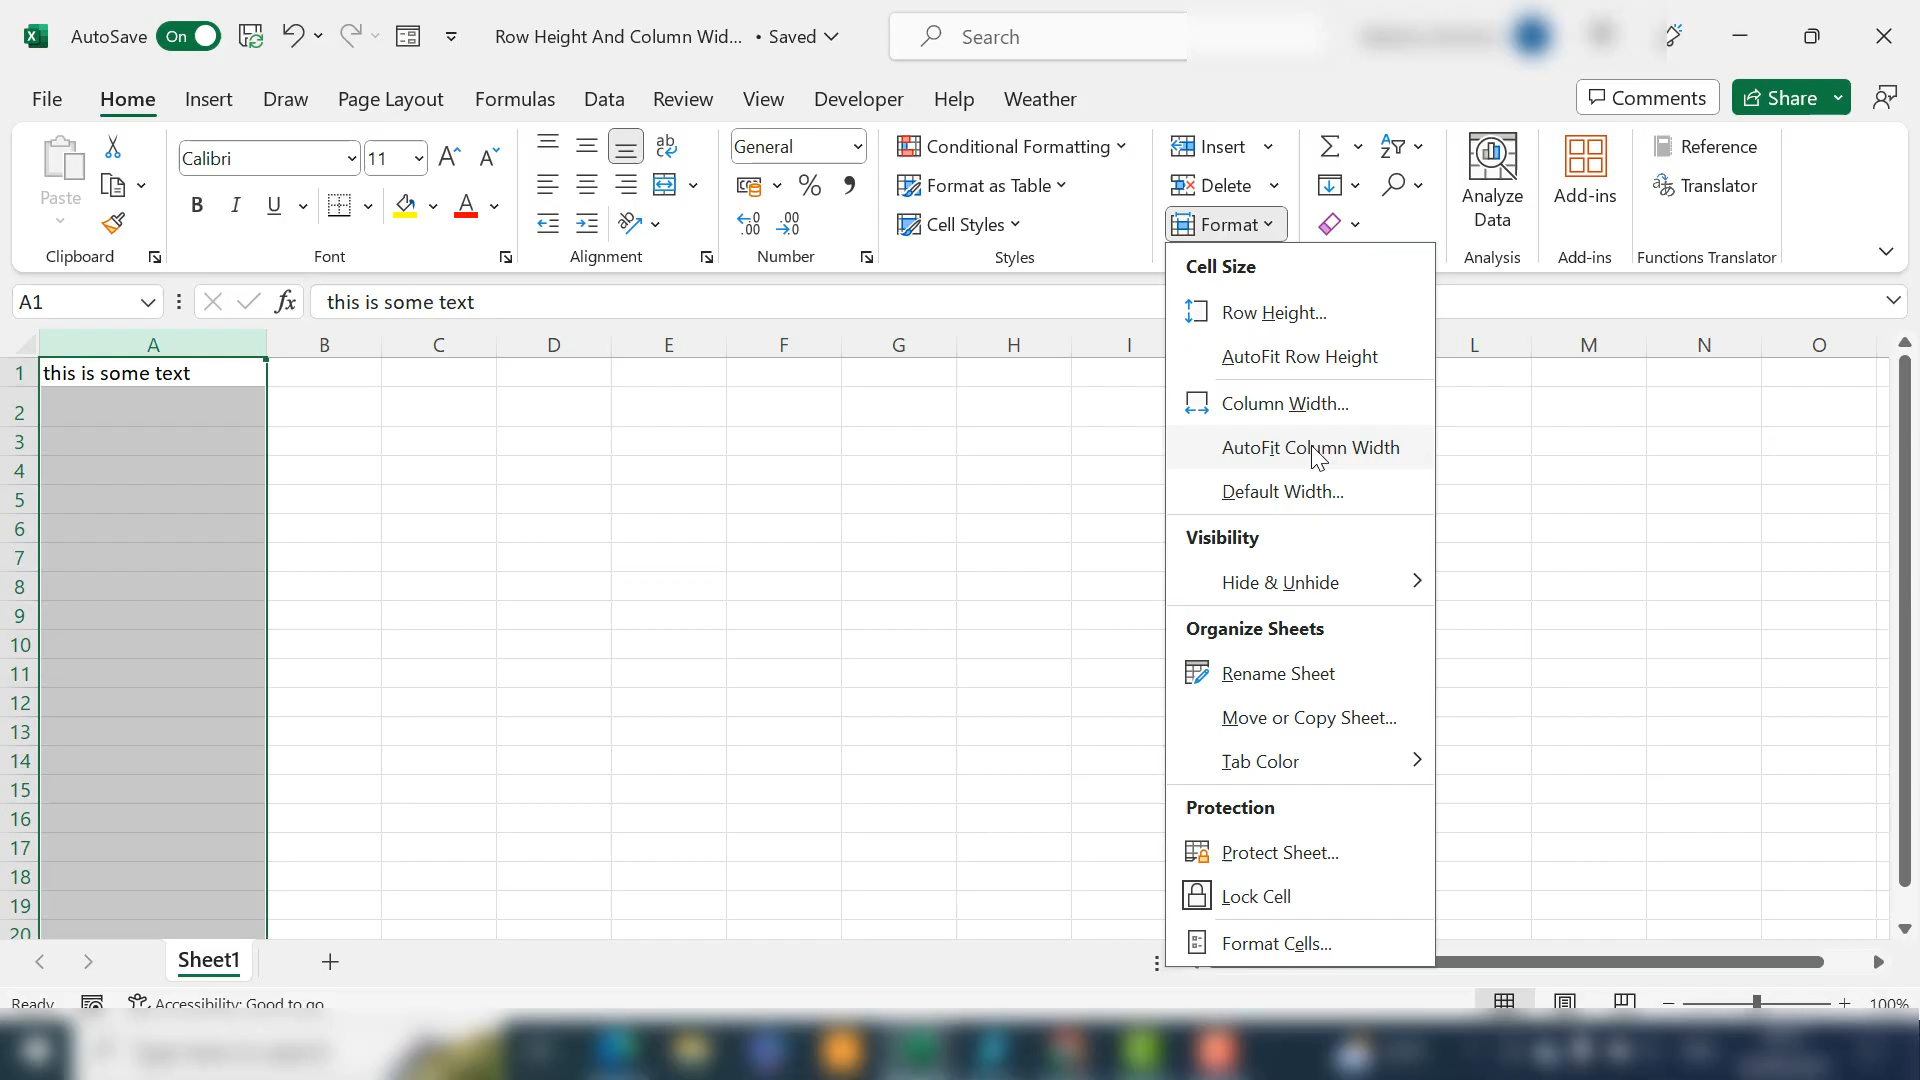 AutoSave On Row Height And Column Wid... • Saved Search
File Home Insert Draw Page Layout Formulas Data Review View Developer Help Weather Comments Share
Paste Calibri 11 General Conditional Formatting Insert Reference
B I U A ab % Format as Table Delete Analyze Data Add-ins Translator
Cell Styles Format
Clipboard Font Alignment Number Styles Analysis Add-ins Functions Translator
A1 fx this is some text
A B C D E F G H I L M N O
1 this is some text
2
3
4
5
6
7
8
9
10
11
12
13
14
15
16
17
18
19
20
Cell Size
Row Height...
AutoFit Row Height
Column Width...
AutoFit Column Width
Default Width...
Visibility
Hide & Unhide
Organize Sheets
Rename Sheet
Move or Copy Sheet...
Tab Color
Protection
Protect Sheet...
Lock Cell
Format Cells...
Sheet1
Ready Accessibility: Good to go 100%